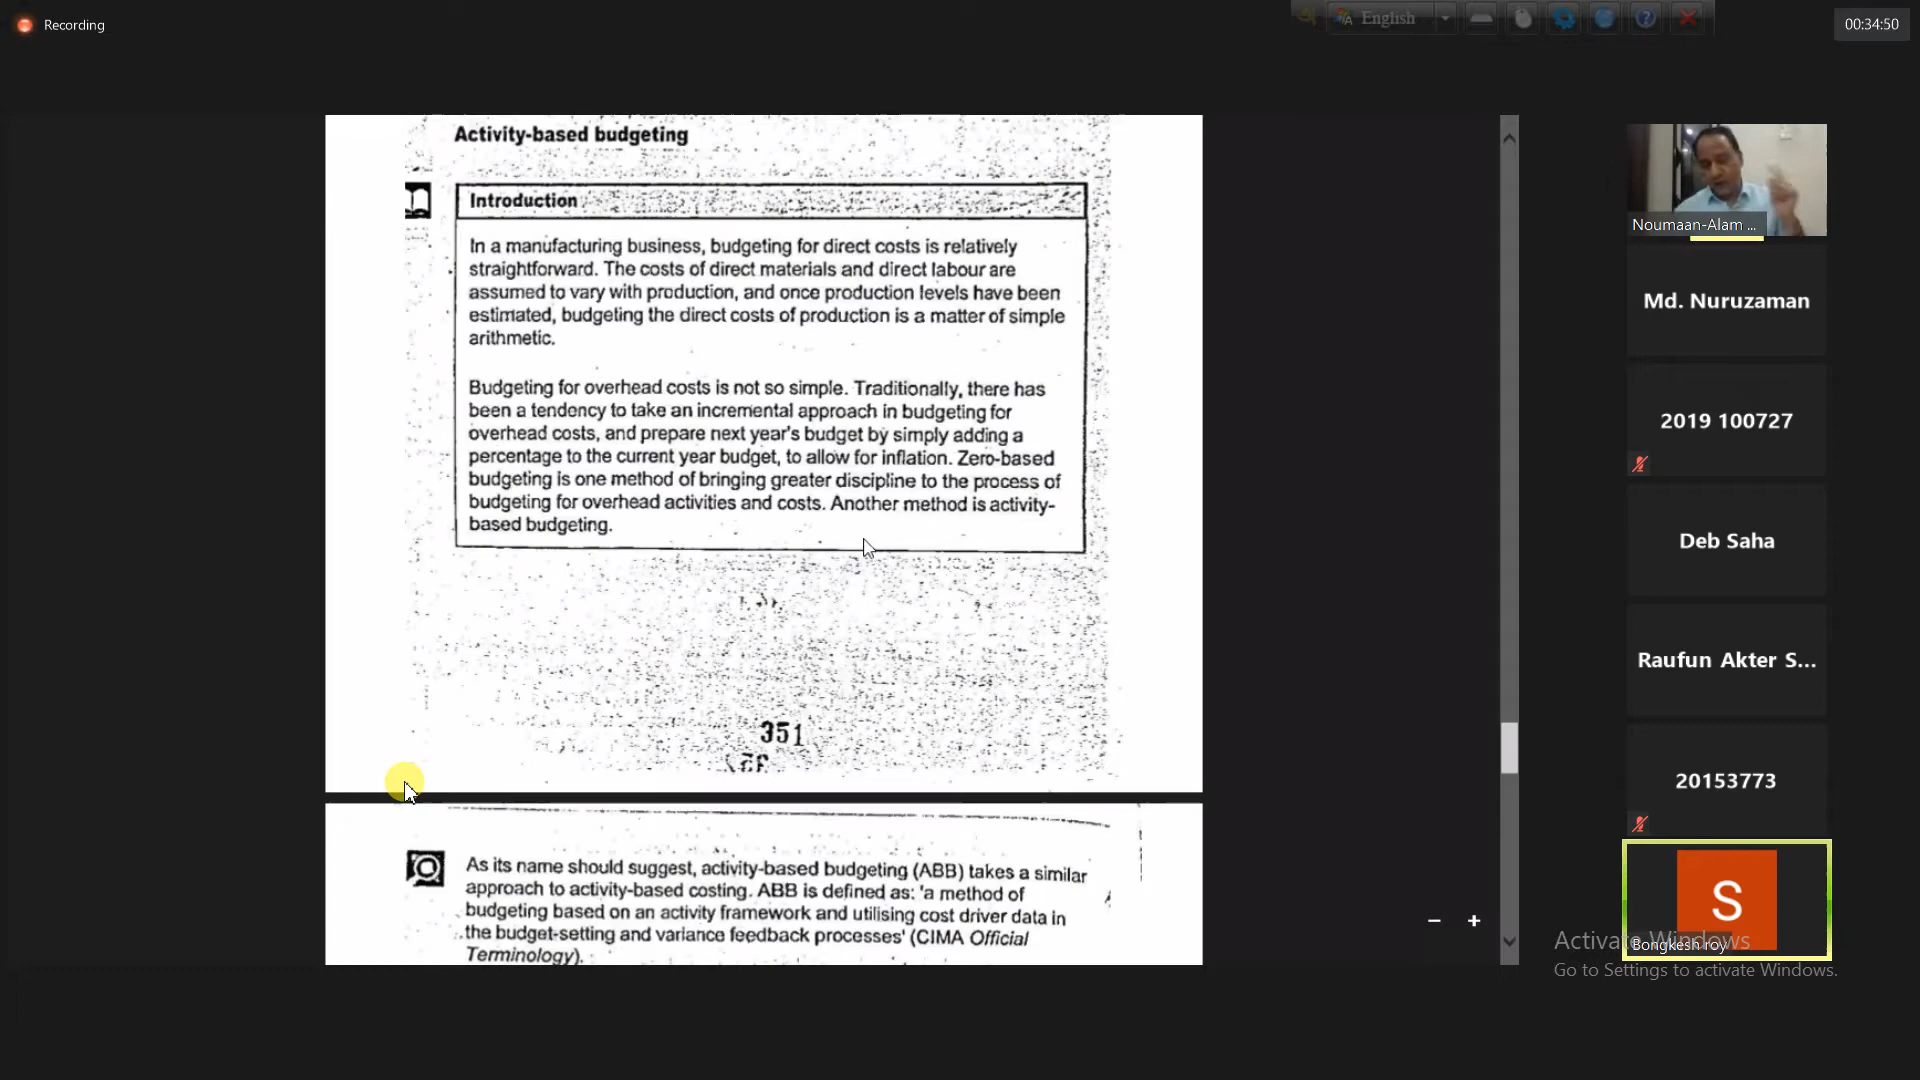 Recording
English
00:34:50
Activity-based budgeting
Introduction
In a manufacturing business, budgeting for direct costs is relatively
straightforward. The costs of direct materials and direct labour are
assumed to vary with production, and once production levels have been
estimated, budgeting the direct costs of production is a matter of simple
arithmetic.
Budgeting for overhead costs is not so simple. Traditionally, there has
been a tendency to take an incremental approach in budgeting for
overhead costs, and prepare next year's budget by simply adding a
percentage to the current year budget, to allow for inflation. Zero-based
budgeting is one method of bringing greater discipline to the process of
budgeting for overhead activities and costs. Another method is activity-
based budgeting.
351
As its name should suggest, activity-based budgeting (ABB) takes a similar
approach to activity-based costing. ABB is defined as: 'a method of
budgeting based on an activity framework and utilising cost driver data in
the budget-setting and variance feedback processes' (CIMA Official
Terminology).
Noumaan-Alam ...
Md. Nuruzaman
2019 100727
Deb Saha
Raufun Akter S...
20153773
S
Bongkesh roy
Activate Windows
Go to Settings to activate Windows.